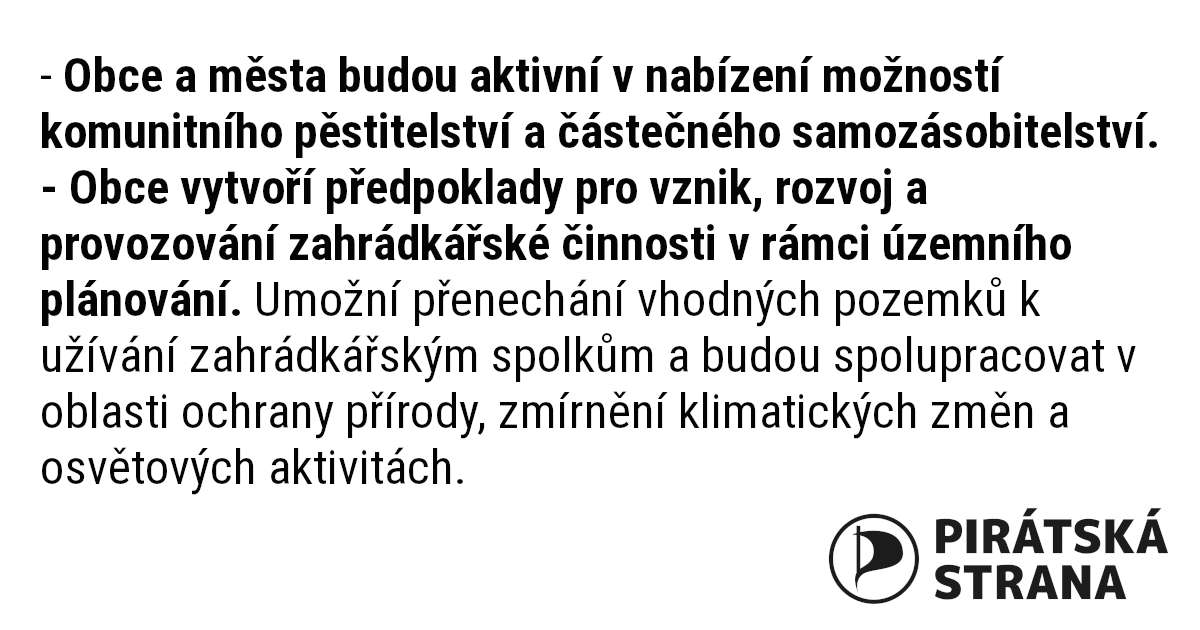 - Obce a města budou aktivní v nabízení možností
komunitního pěstitelství a částečného samozásobitelství.
- Obce vytvoří předpoklady pro vznik, rozvoj a
provozování zahrádkářské činnosti v rámci územního
plánování. Umožní přenechání vhodných pozemků k
užívání zahrádkářským spolkům a budou spolupracovat v
oblasti ochrany přírody, zmírnění klimatických změn a
osvětových aktivitách.
PIRÁTSKÁ
STRANA